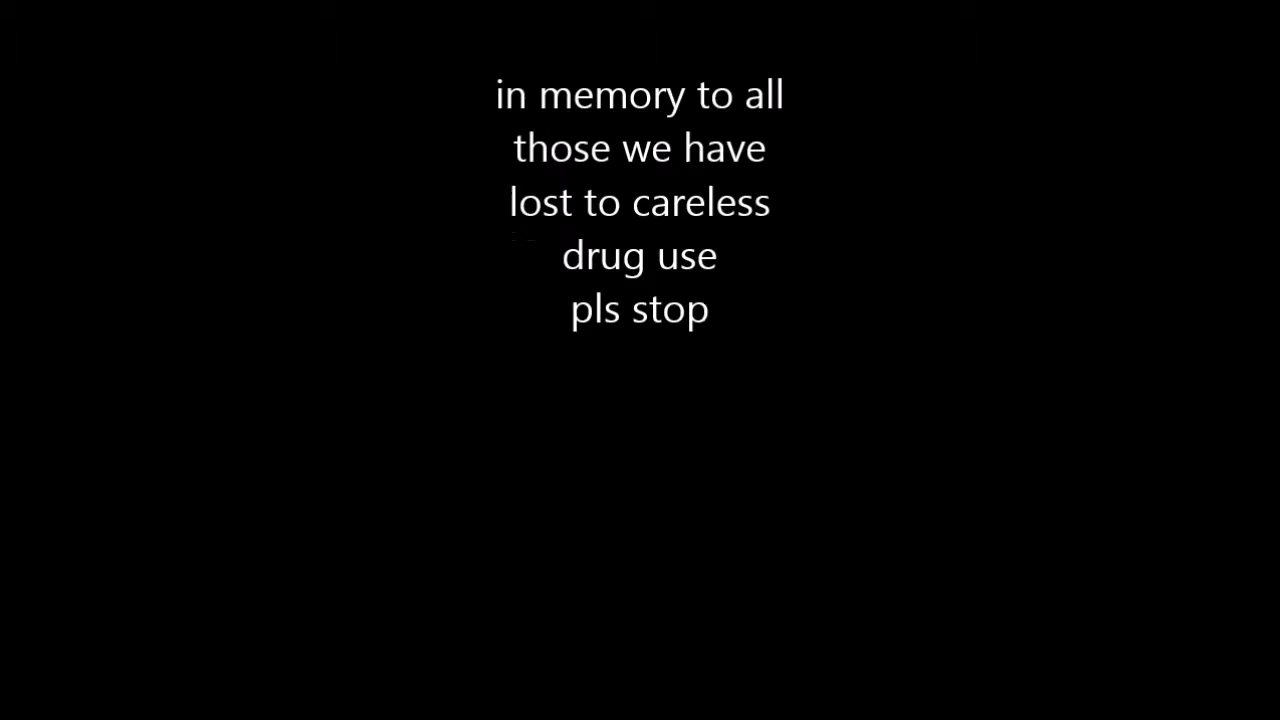 in memory to all
those we have
lost to careless
drug use
pls stop